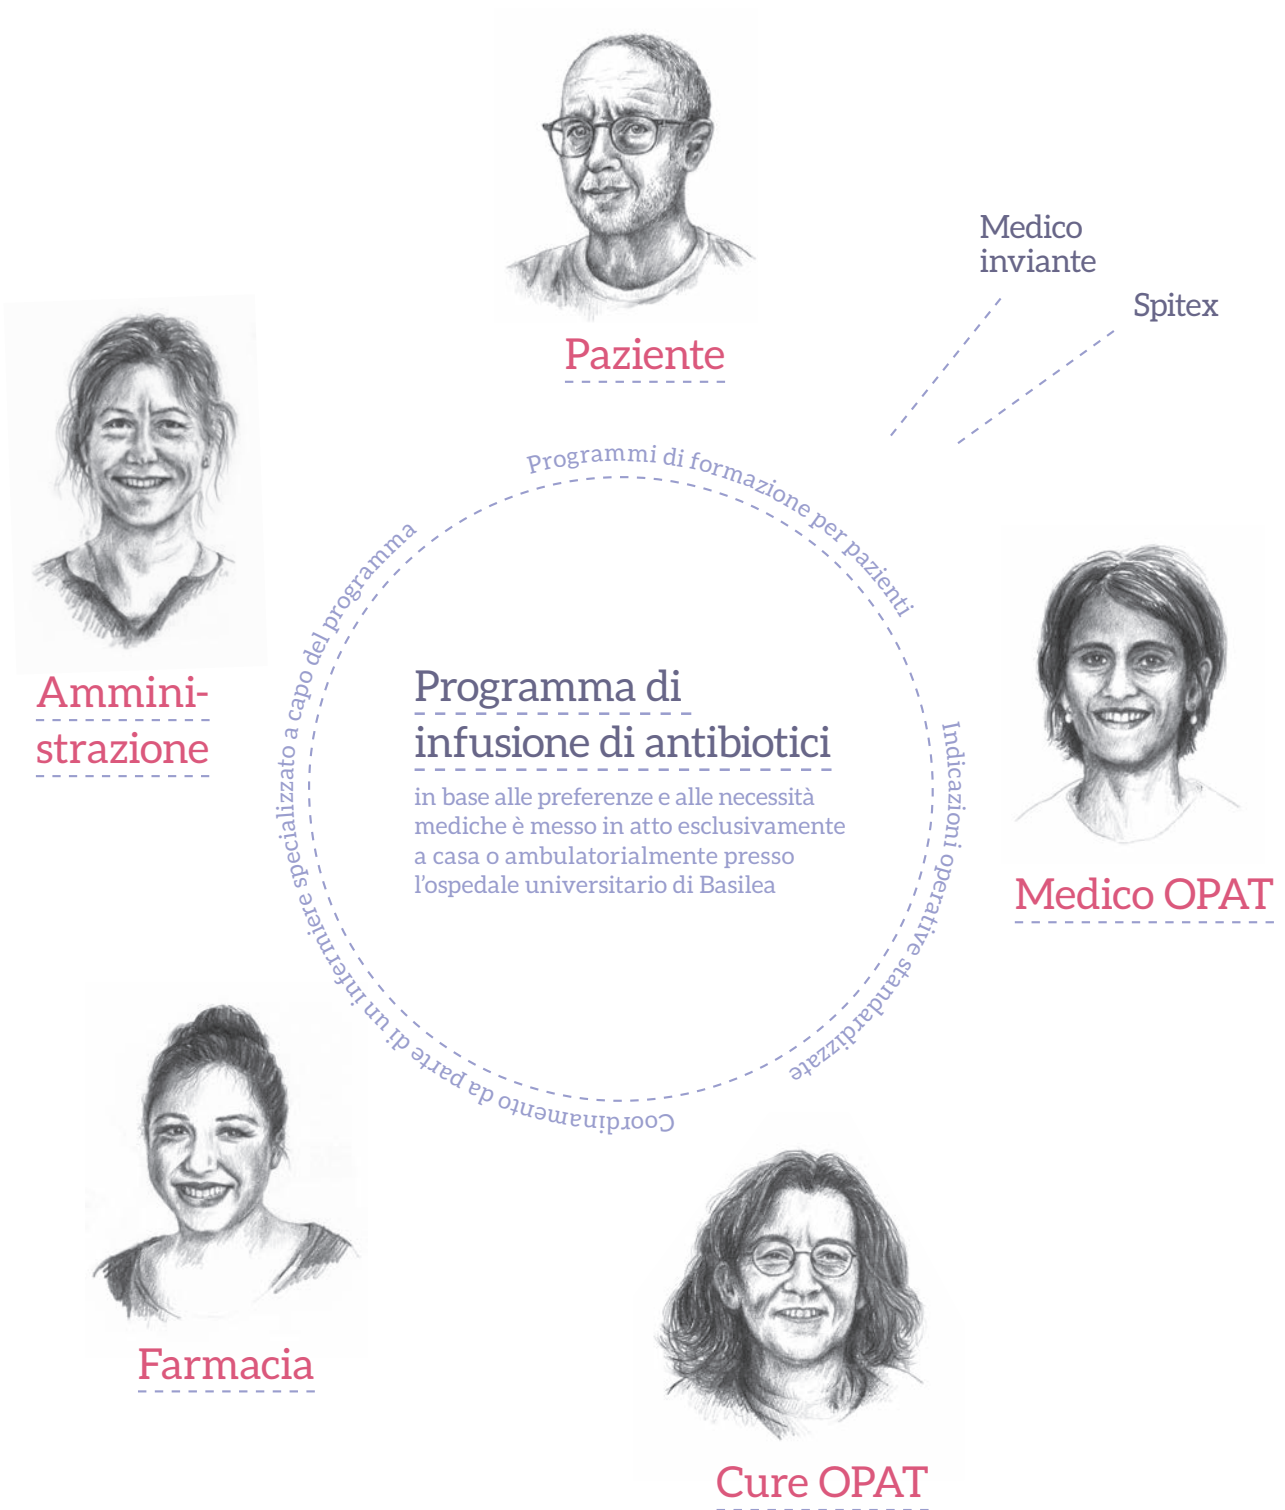 Medico
inviante
Spitex
Paziente
Programmi di formazione per pazienti
Ammini-
strazione
Programma di
infusione di antibiotici
in base alle preferenze e alle necessità
mediche è messo in atto esclusivamente
a casa o ambulatorialmente presso
l’ospedale universitario di Basilea
Indicazioni operative standardizzate
Medico OPAT
Coordinamento da parte di un infermiere specializzato a capo del programma
Farmacia
Cure OPAT